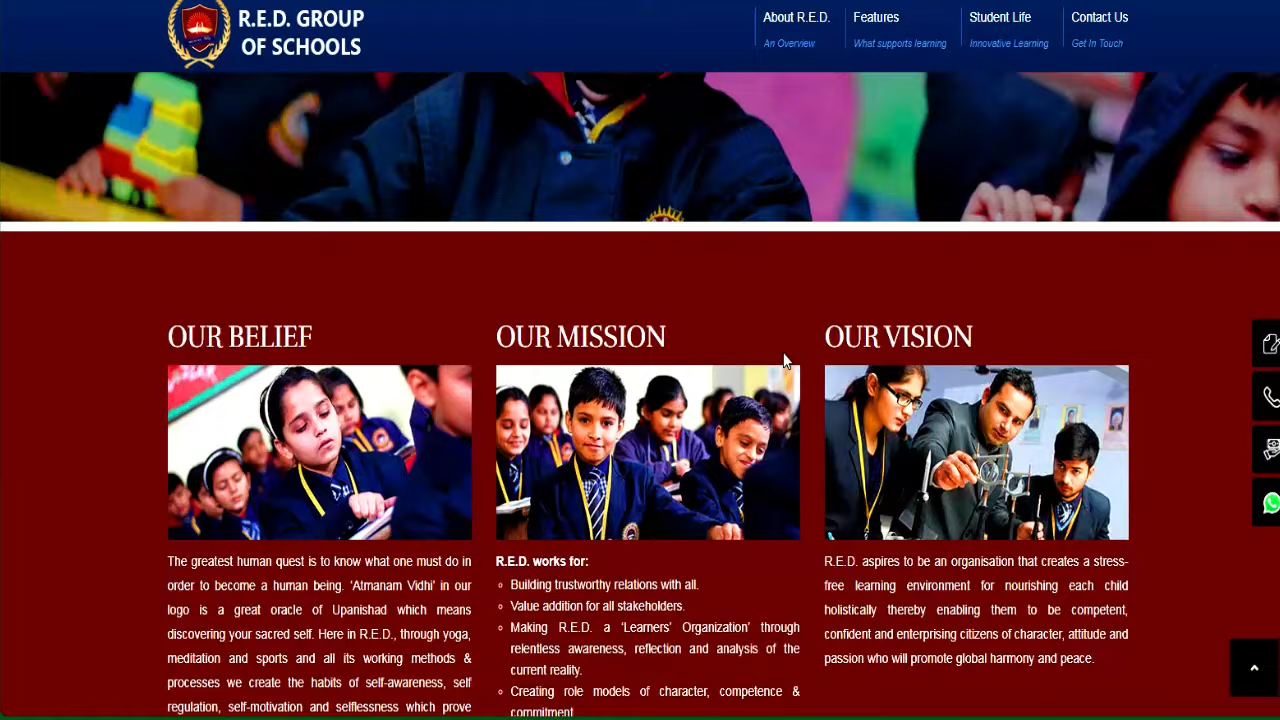 R.E.D. GROUP
OF SCHOOLS
About R.E.D.
An Overview
Features
What supports learning
Student Life
Innovative Learning
Contact Us
Get In Touch
OUR BELIEF
The greatest human quest is to know what one must do in
order to become a human being. ‘Atmanam Vidhi’ in our
logo is a great oracle of Upanishad which means
discovering your sacred self. Here in R.E.D., through yoga,
meditation and sports and all its working methods &
processes we create the habits of self-awareness, self
regulation, self-motivation and selflessness which prove
OUR MISSION
R.E.D. works for:
Building trustworthy relations with all.
Value addition for all stakeholders.
Making R.E.D. a ‘Learners’ Organization’ through
relentless awareness, reflection and analysis of the
current reality.
Creating role models of character, competence &
commitment
OUR VISION
R.E.D. aspires to be an organisation that creates a stress-
free learning environment for nourishing each child
holistically thereby enabling them to be competent,
confident and enterprising citizens of character, attitude and
passion who will promote global harmony and peace.